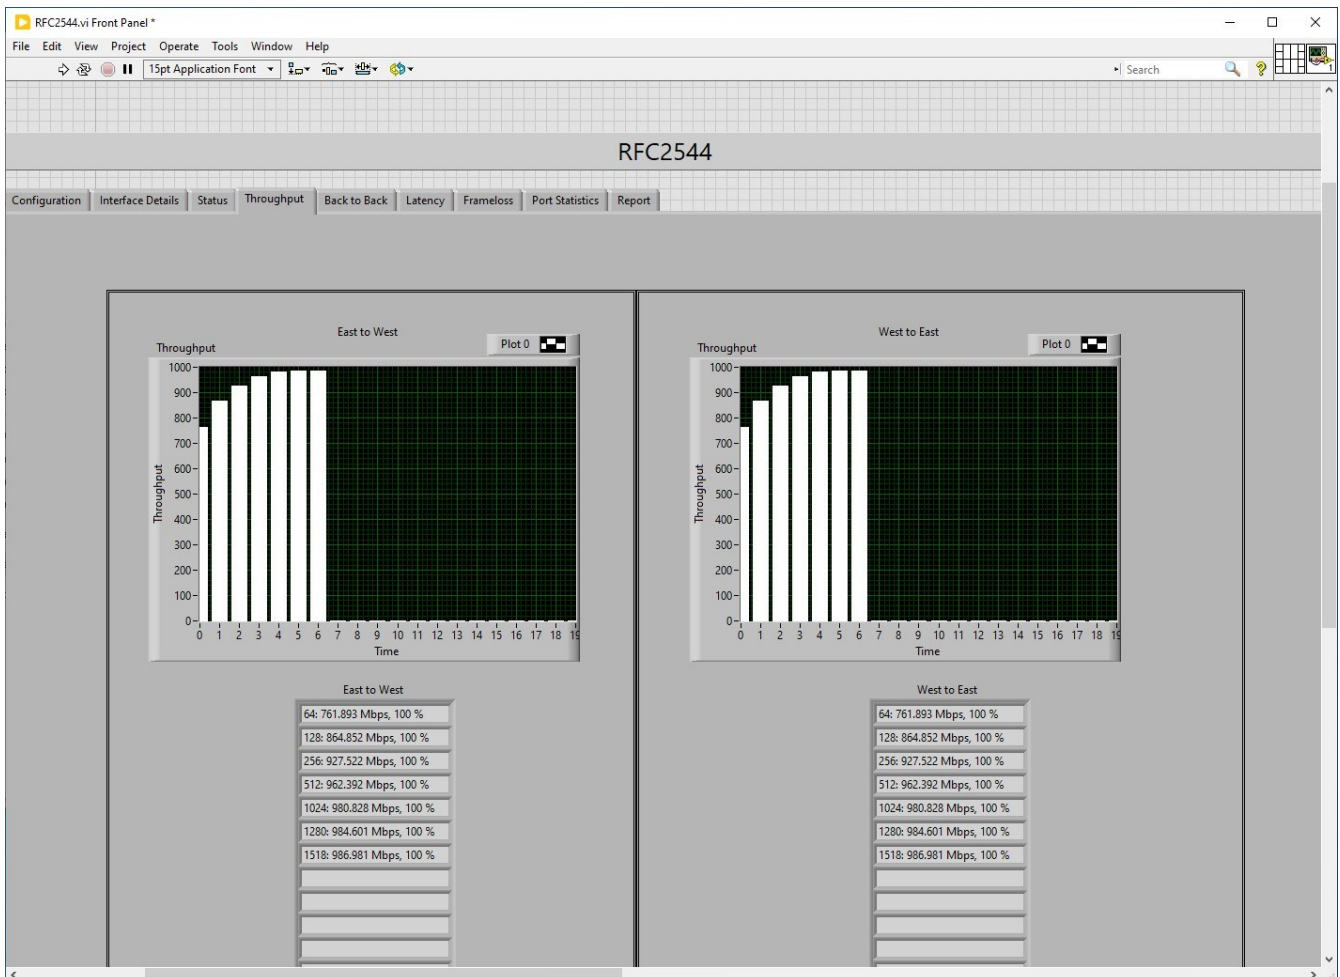 RFC2544.vi Front Panel *
File Edit View Project Operate Tools Window Help
15pt Application Font
Search
1
RFC2544
Configuration Interface Details Status Throughput Back to Back Latency Frameloss Port Statistics Report
East to West
Throughput
Plot 0
1000
900
800
700
600
500
400
300
200
100
0
Throughput
0 1 2 3 4 5 6 7 8 9 10 11 12 13 14 15 16 17 18 19
Time
East to West
64: 761.893 Mbps, 100 %
128: 864.852 Mbps, 100 %
256: 927.522 Mbps, 100 %
512: 962.392 Mbps, 100 %
1024: 980.828 Mbps, 100 %
1280: 984.601 Mbps, 100 %
1518: 986.981 Mbps, 100 %
West to East
Throughput
Plot 0
1000
900
800
700
600
500
400
300
200
100
0
Throughput
0 1 2 3 4 5 6 7 8 9 10 11 12 13 14 15 16 17 18 19
Time
West to East
64: 761.893 Mbps, 100 %
128: 864.852 Mbps, 100 %
256: 927.522 Mbps, 100 %
512: 962.392 Mbps, 100 %
1024: 980.828 Mbps, 100 %
1280: 984.601 Mbps, 100 %
1518: 986.981 Mbps, 100 %